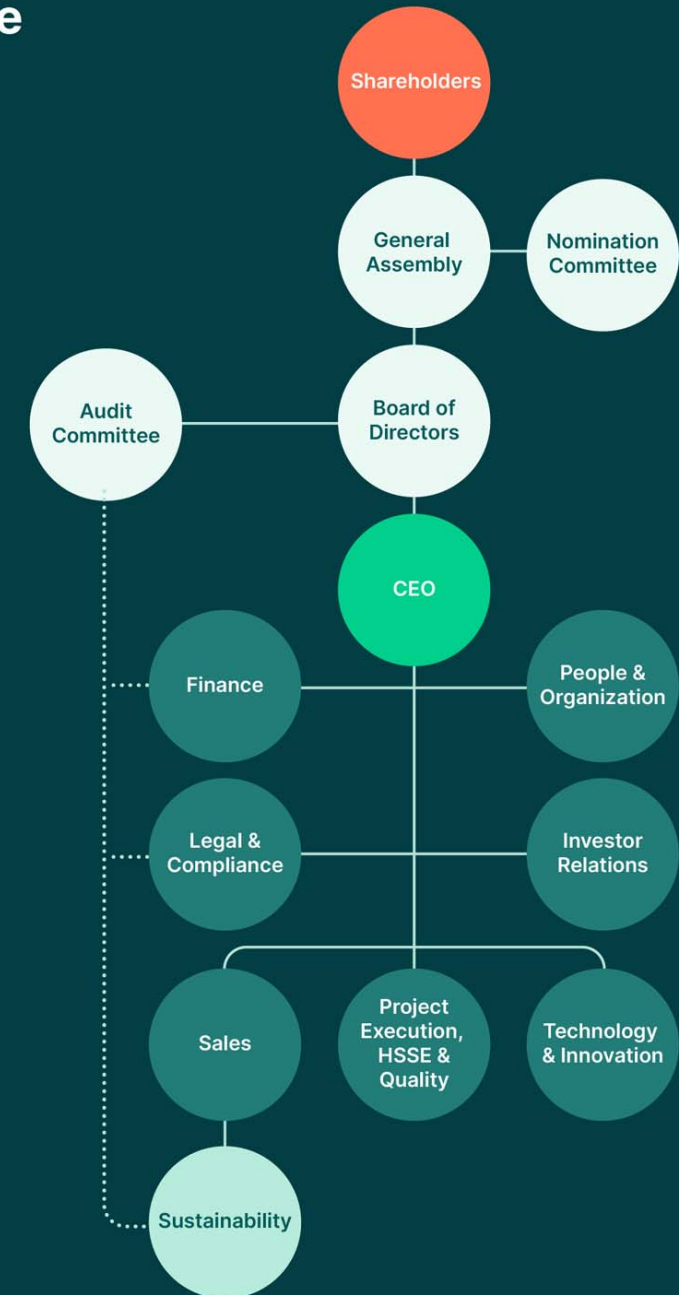 e
Shareholders
General
Assembly
Nomination
Committee
Audit
Committee
Board of
Directors
CEO
Finance
People &
Organization
Legal &
Compliance
Investor
Relations
Sales
Project
Execution,
HSSE &
Quality
Technology
& Innovation
Sustainability